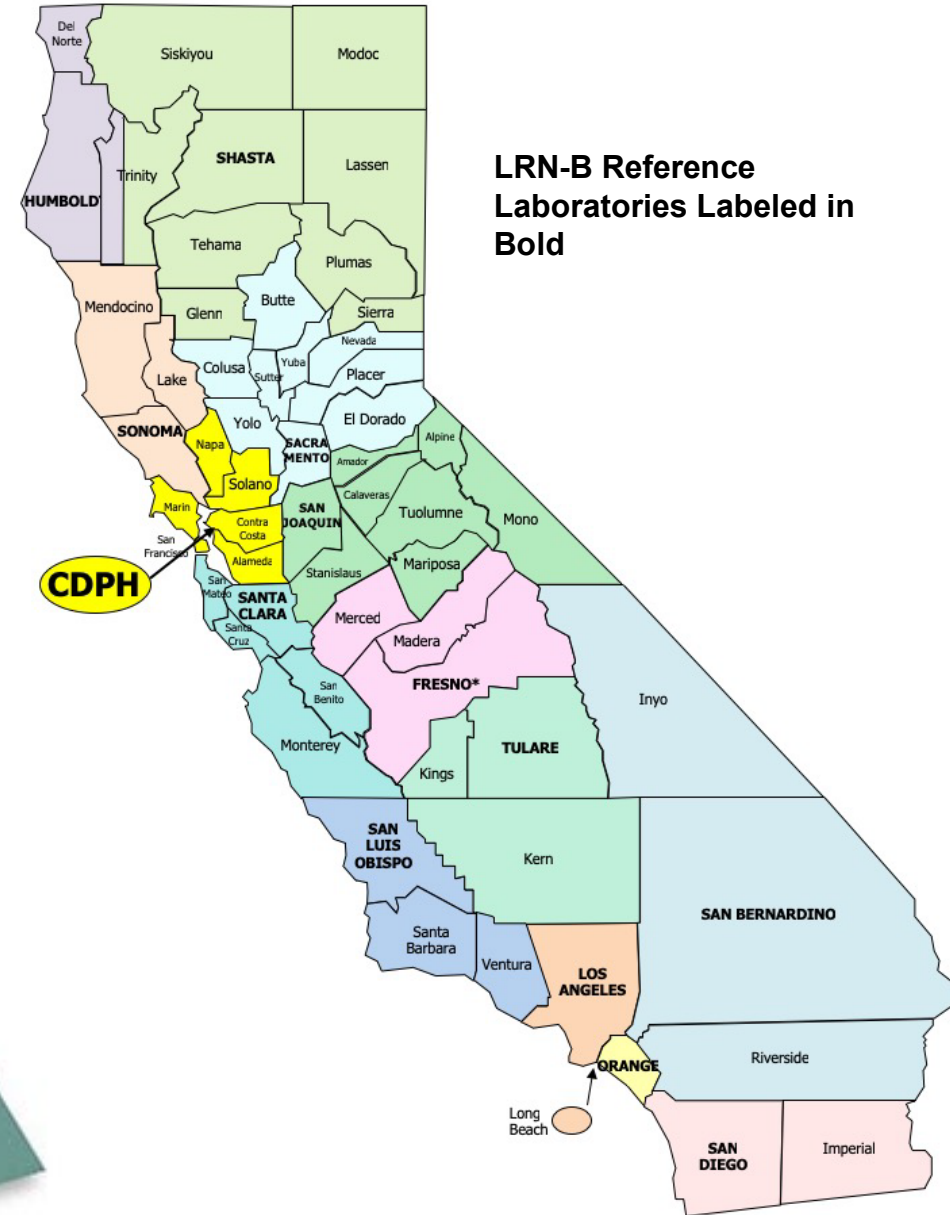 Del
Norte
Siskiyou
Modoc
LRN-B Reference
Laboratories Labeled in
Bold
HUMBOLD
Trinity
SHASTA
Lassen
Tehama
Plumas
Mendocino
Glenn
Butte
Sierra
Lake
Colusa
Sutter
Yuba
Nevada
Placer
SONOMA
Napa
Yolo
SACRA
MENTO
El Dorado
Solano
Amador
Alpine
Marin
Contra
Costa
SAN
JOAQUIN
Calaveras
Tuolumne
Mono
San
Francisco
Alameda
CDPH
San
Mateo
SANTA
CLARA
Stanislaus
Mariposa
Santa
Cruz
Merced
Madera
San
Benito
FRESNO*
Inyo
Monterey
Kings
TULARE
SAN
LUIS
OBISPO
Kern
SAN BERNARDINO
Santa
Barbara
Ventura
LOS
ANGELES
ORANGE
Riverside
Long
Beach
SAN
DIEGO
Imperial